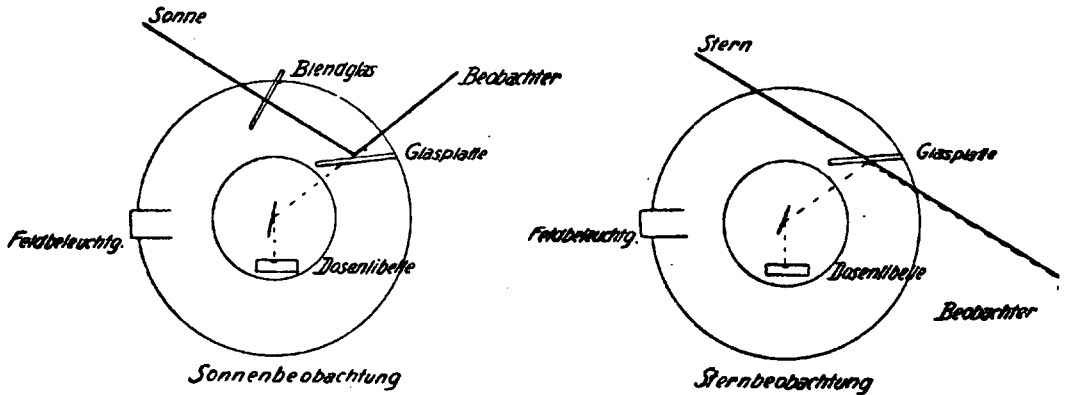 Sonne
Blendglas
Beobachter
Glasplatte
Feldbeleuchtg.
Dosenlibelle
Sonnenbeobachtung
Stern
Glasplatte
Feldbeleuchtg.
Dosenlibelle
Beobachter
Sternbeobachtung